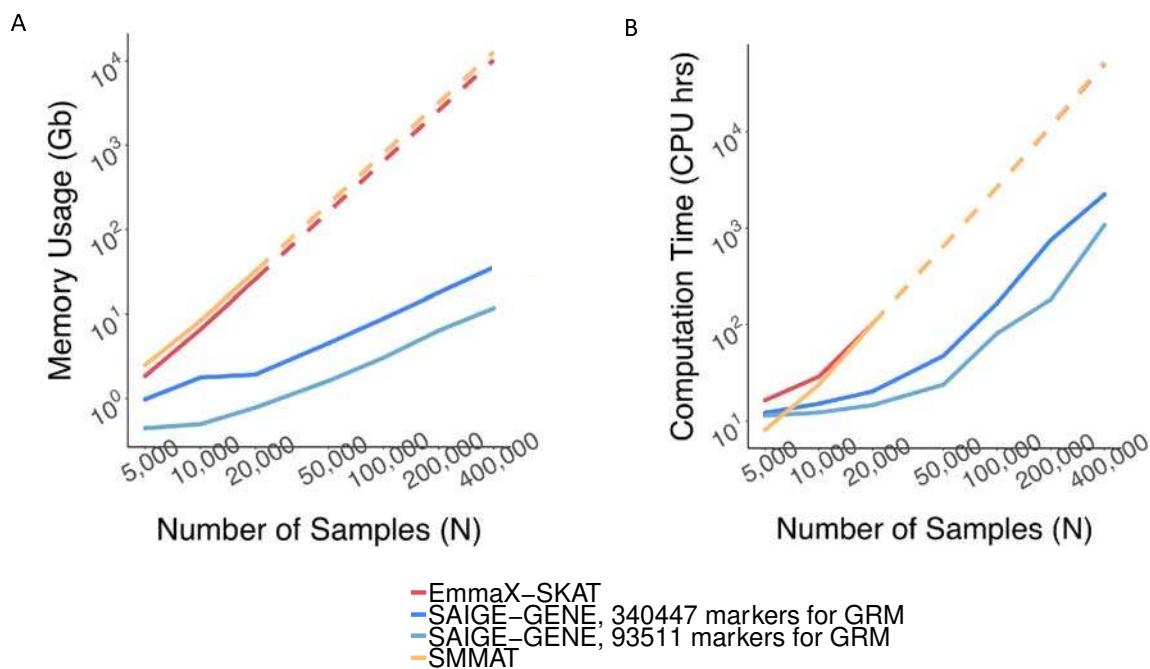 A
B
Memory Usage (Gb)
10⁴
10³
10²
10¹
10⁰
5,000
10,000
20,000
50,000
100,000
200,000
400,000
Number of Samples (N)
Computation Time (CPU hrs)
10⁴
10³
10²
10¹
5,000
10,000
20,000
50,000
100,000
200,000
400,000
Number of Samples (N)
EmmaX−SKAT
SAIGE−GENE, 340447 markers for GRM
SAIGE−GENE, 93511 markers for GRM
SMMAT